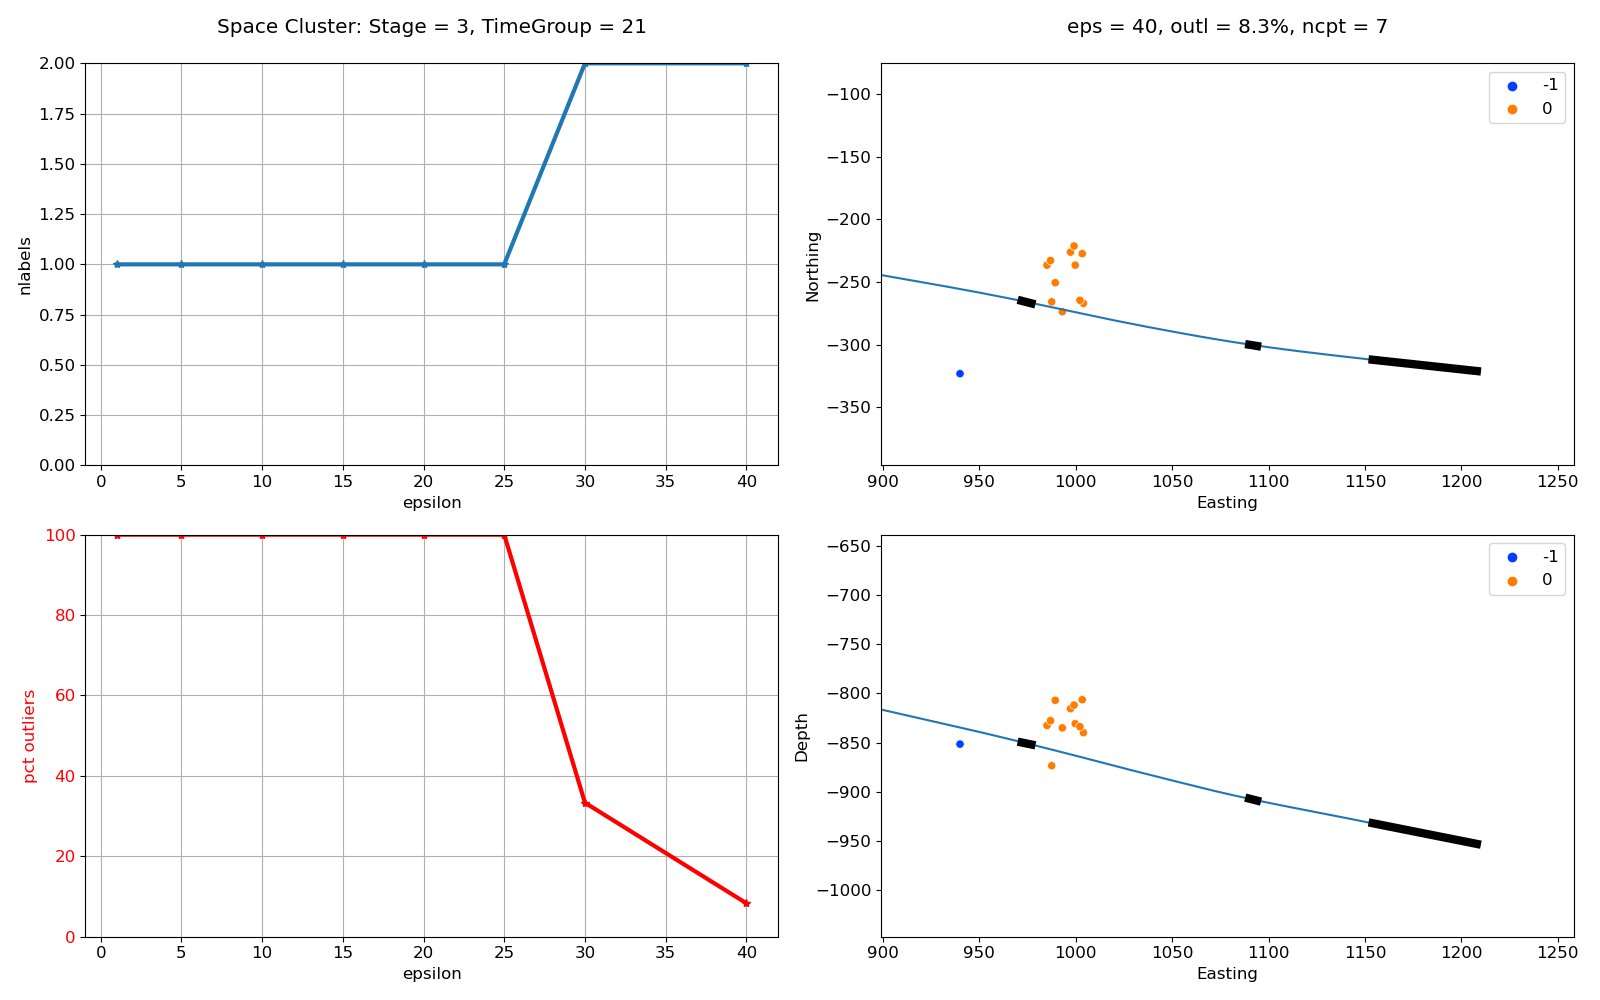 Space Cluster: Stage = 3, TimeGroup = 21
2.00
1.75
1.50
1.25
1.00
0.75
0.50
0.25
0.00
nlabels
0 5 10 15 20 25 30 35 40
epsilon
eps = 40, outl = 8.3%, ncpt = 7
−100
−150
−200
−250
−300
−350
Northing
-1
0
900 950 1000 1050 1100 1150 1200 1250
Easting
100
80
60
40
20
0
pct outliers
0 5 10 15 20 25 30 35 40
epsilon
−650
−700
−750
−800
−850
−900
−950
−1000
Depth
-1
0
900 950 1000 1050 1100 1150 1200 1250
Easting